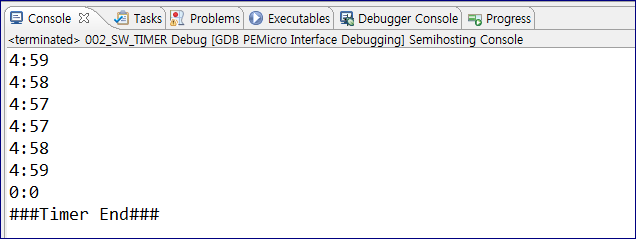 Console Tasks Problems Executables Debugger Console Progress
<terminated> 002_SW_TIMER Debug [GDB PEMicro Interface Debugging] Semihosting Console
4:59
4:58
4:57
4:57
4:58
4:59
0:0
###Timer End###